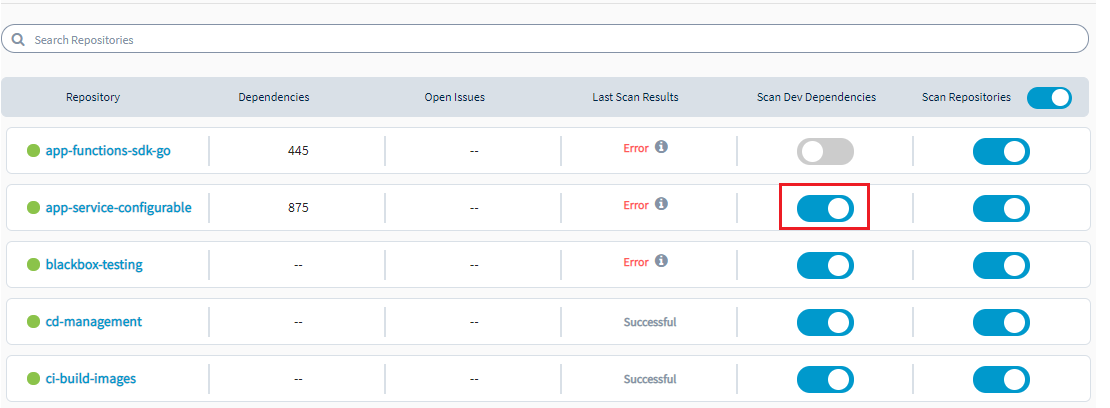 Search Repositories
Repository Dependencies Open Issues Last Scan Results Scan Dev Dependencies Scan Repositories
app-functions-sdk-go 445 -- Error
app-service-configurable 875 -- Error
blackbox-testing -- -- Error
cd-management -- -- Successful
ci-build-images -- -- Successful